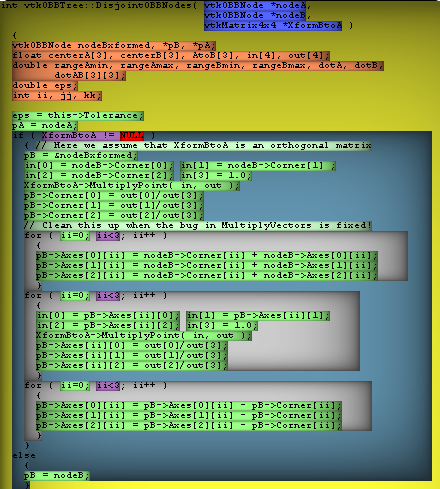 int vtkOBBTree::DisjointOBBNodes( vtkOBBNode *nodeA,
vtkOBBNode *nodeB,
vtkMatrix4x4 *XformBtoA )
{
vtkOBBNode nodeBxformed, *pB, *pA;
float centerA[3], centerB[3], AtoB[3], in[4], out[4];
double rangeAmin, rangeAmax, rangeBmin, rangeBmax, dotA, dotB,
dotAB[3][3];
double eps;
int ii, jj, kk;
eps = this->Tolerance;
pA = nodeA;
if ( XformBtoA != NULL )
{ // Here we assume that XformBtoA is an orthogonal matrix
pB = &nodeBxformed;
in[0] = nodeB->Corner[0]; in[1] = nodeB->Corner[1] ;
in[2] = nodeB->Corner[2]; in[3] = 1.0;
XformBtoA->MultiplyPoint( in, out );
pB->Corner[0] = out[0]/out[3];
pB->Corner[1] = out[1]/out[3];
pB->Corner[2] = out[2]/out[3];
// Clean this up when the bug in MultiplyVectors is fixed!
for ( ii=0; ii<3; ii++ )
{
pB->Axes[0][ii] = nodeB->Corner[ii] + nodeB->Axes[0][ii];
pB->Axes[1][ii] = nodeB->Corner[ii] + nodeB->Axes[1][ii];
pB->Axes[2][ii] = nodeB->Corner[ii] + nodeB->Axes[2][ii];
}
for ( ii=0; ii<3; ii++ )
{
in[0] = pB->Axes[ii][0]; in[1] = pB->Axes[ii][1];
in[2] = pB->Axes[ii][2]; in[3] = 1.0;
XformBtoA->MultiplyPoint( in, out );
pB->Axes[ii][0] = out[0]/out[3];
pB->Axes[ii][1] = out[1]/out[3];
pB->Axes[ii][2] = out[2]/out[3];
}
for ( ii=0; ii<3; ii++ )
{
pB->Axes[0][ii] = pB->Axes[0][ii] - pB->Corner[ii];
pB->Axes[1][ii] = pB->Axes[1][ii] - pB->Corner[ii];
pB->Axes[2][ii] = pB->Axes[2][ii] - pB->Corner[ii];
}
}
else
{
pB = nodeB;
}